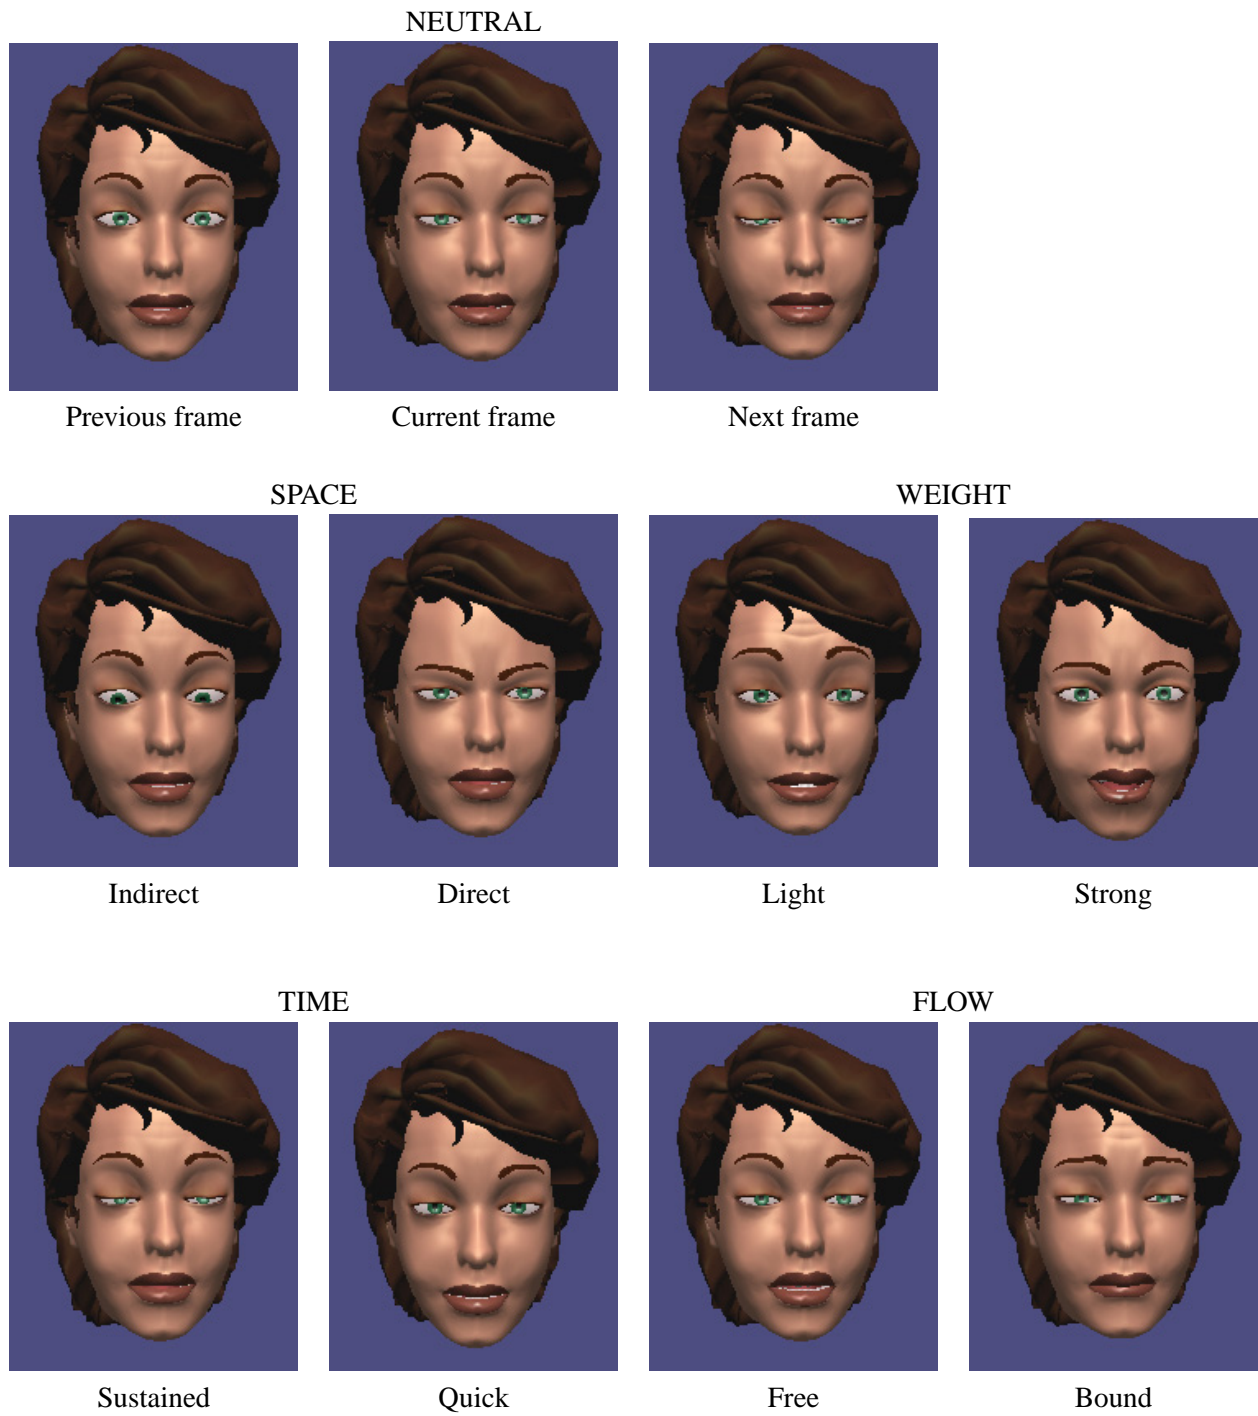 NEUTRAL
Previous frame Current frame Next frame
SPACE WEIGHT
Indirect Direct Light Strong
TIME FLOW
Sustained Quick Free Bound